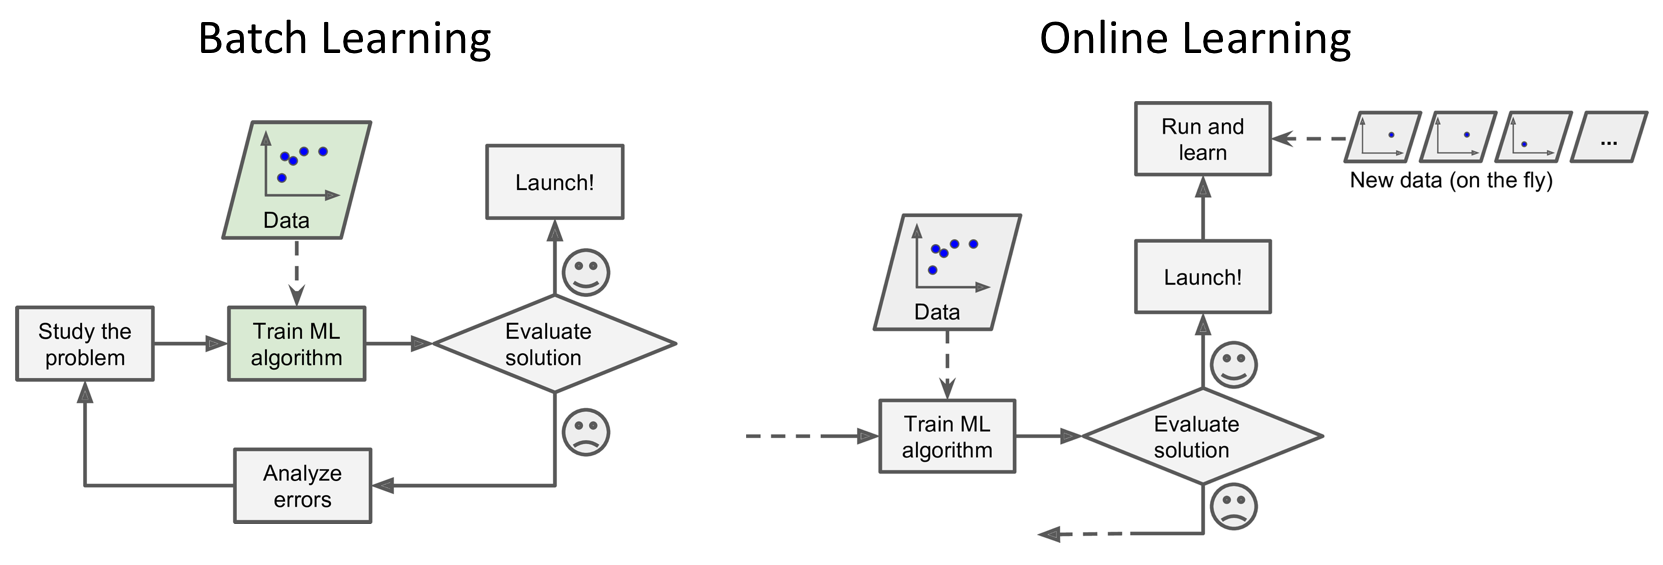 Batch Learning
Data
Launch!
Study the
problem
Train ML
algorithm
Evaluate
solution
Analyze
errors
Online Learning
Run and
learn
...
New data (on the fly)
Data
Launch!
Train ML
algorithm
Evaluate
solution